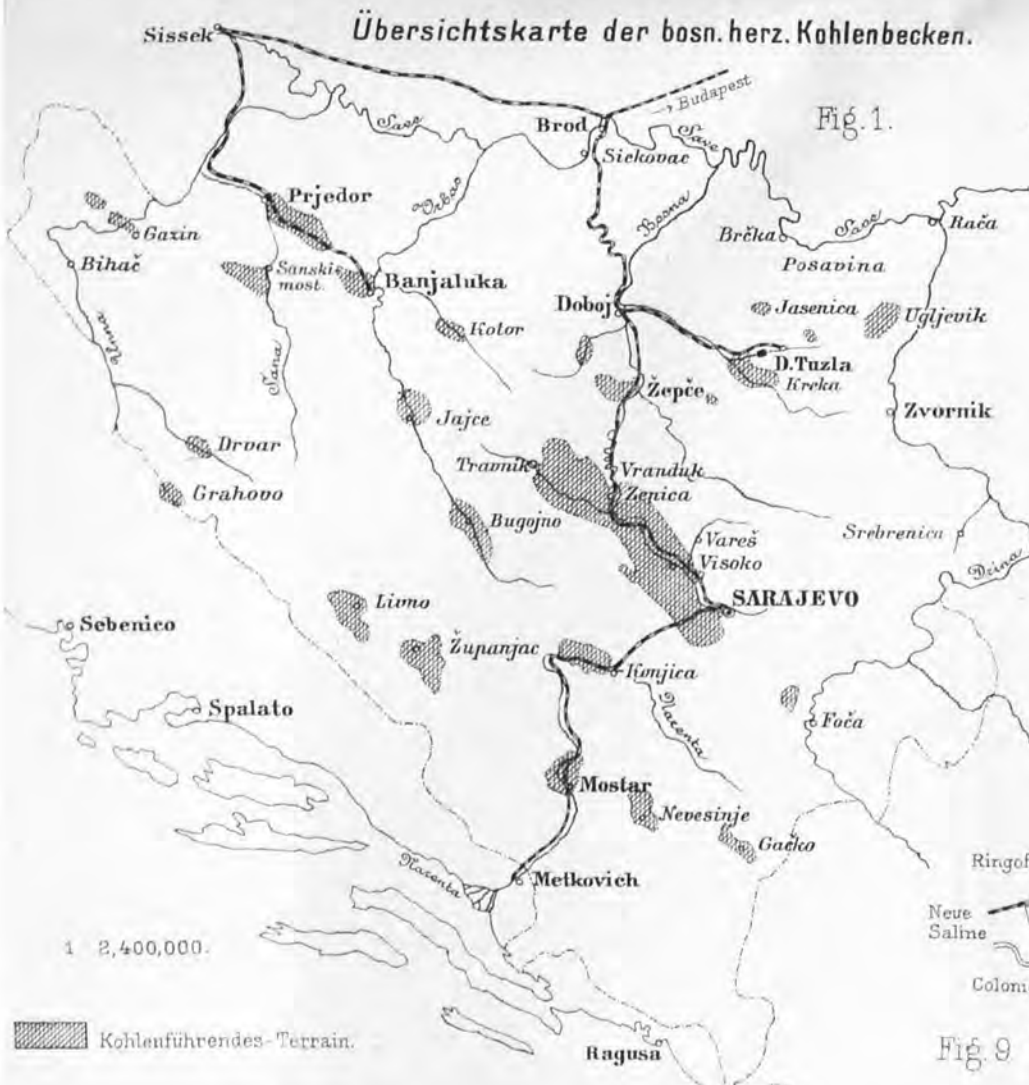 Übersichtskarte der bosn. herz. Kohlenbecken.
Sissek
Budapest
Fig. 1.
Brod
Save
Save
Siekovac
Prjedor
Vrbas
Bosna
Brčka
Save
Rača
Gazin
Posavina
Bihač
Sanski
most.
Banjaluka
Doboj
Jasenica
Ugljevik
Kotor
Unna
Sana
D. Tuzla
Kreka
Žepče
Zvornik
Jajce
Drvar
Travnik
Vranduk
Grahovo
Zenica
Bugojno
Vareš
Srebrenica
Visoko
Drina
SARAJEVO
Livno
Sebenico
Županjac
Konjica
Spalato
Narenta
Foča
Mostar
Nevesinje
Gačko
Ringof
Narenta
Metkovich
Neue
Saline
1 2,400,000.
Coloni
Kohlenführendes-Terrain.
Ragusa
Fig. 9